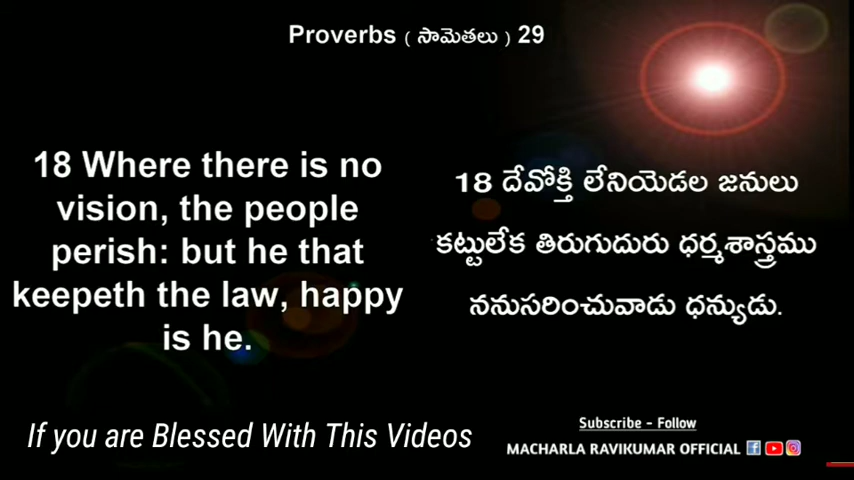 Proverbs ( సామెతలు ) 29
18 Where there is no
vision, the people
perish: but he that
keepeth the law, happy
is he.
18 దేవోక్తి లేనియెడల జనులు
కట్టులేక తిరుగుదురు ధర్మశాస్త్రము
ననుసరించువాడు ధన్యుడు.
If you are Blessed With This Videos
Subscribe - Follow
MACHARLA RAVIKUMAR OFFICIAL